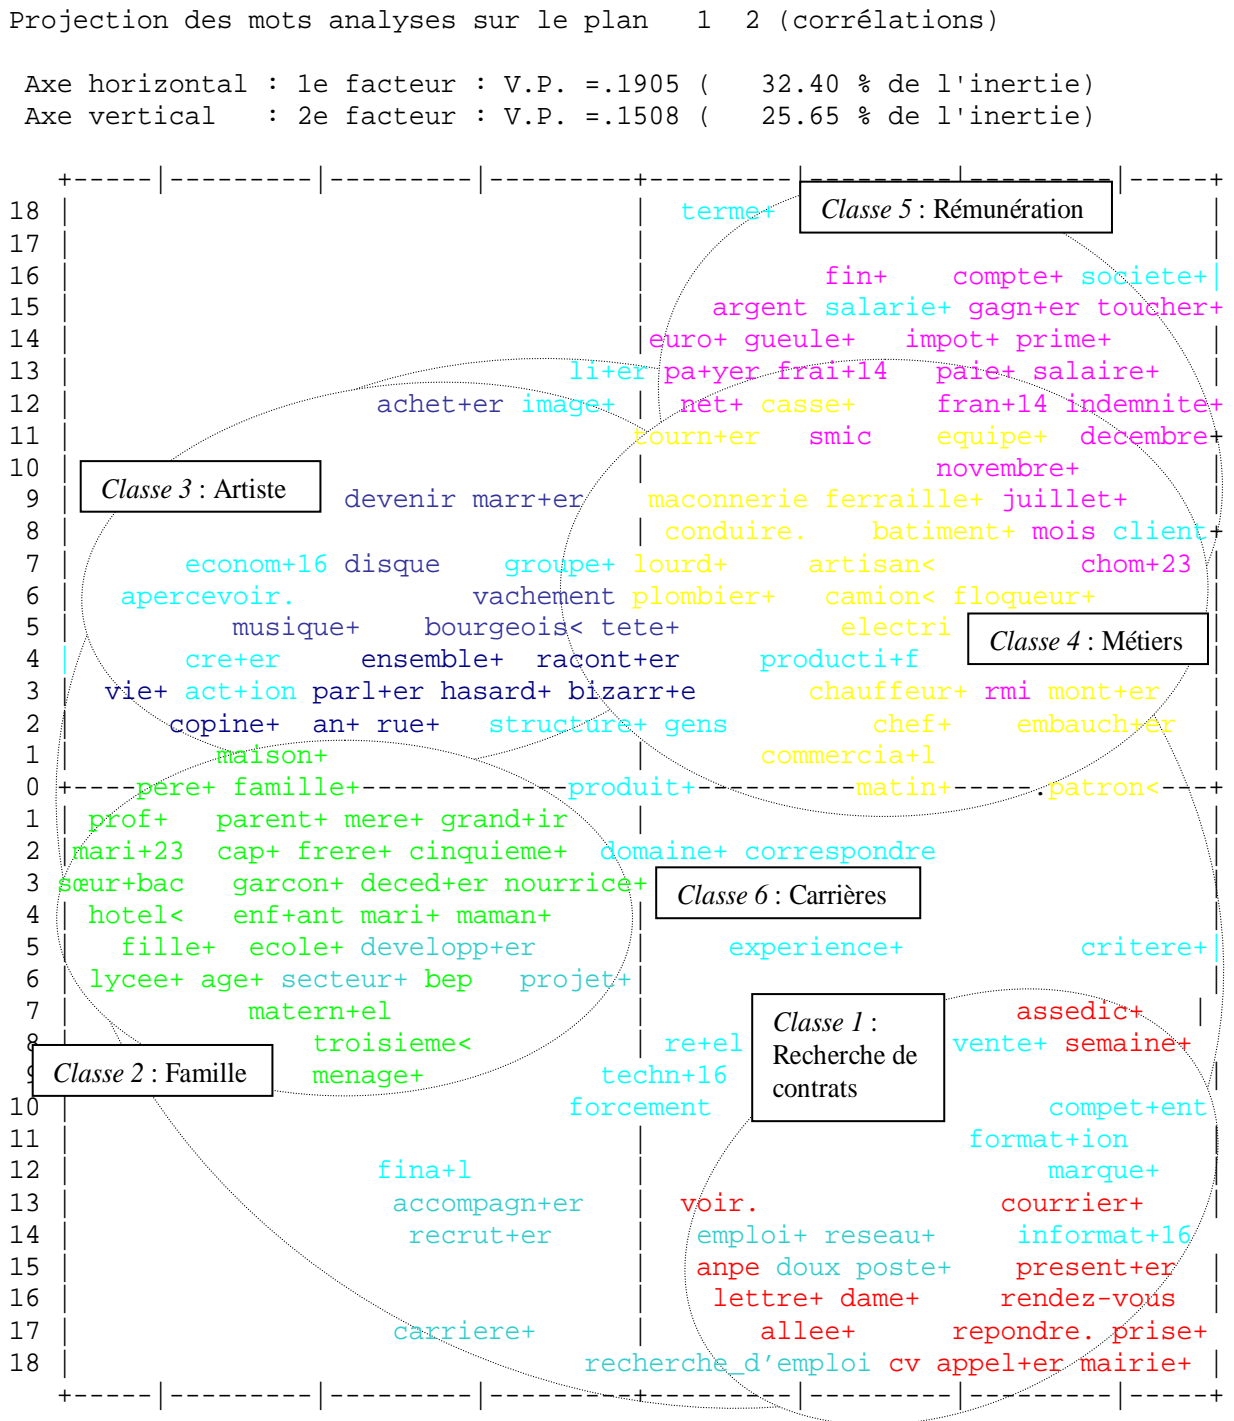 Projection des mots analyses sur le plan   1  2 (corrélations)
Axe horizontal : 1e facteur : V.P. =.1905 (   32.40 % de l'inertie)
Axe vertical   : 2e facteur : V.P. =.1508 (   25.65 % de l'inertie)
+-----|---------|---------|---------+---------|---------|---------|-----+
18 | | terme+ Classe 5 : Rémunération |
17 | | |
16 | | fin+ compte+ societe+|
15 | | argent salarie+ gagn+er toucher+
14 | |euro+ gueule+ impot+ prime+ |
13 | li+er pa+yer frai+14 paie+ salaire+ |
12 | achet+er image+ | net+ casse+ fran+14 indemnite+
11 | tourn+er smic equipe+ decembre+
10 | | novembre+ |
Classe 3 : Artiste
9 | devenir marr+er maconnerie ferraille+ juillet+ |
8 | | conduire. batiment+ mois client+
7 | econom+16 disque groupe+ lourd+ artisan< chom+23 |
6 | apercevoir. vachement plombier+ camion< floqueur+ |
5 | musique+ bourgeois< tete+ electri |
Classe 4 : Métiers
4 | cre+er ensemble+ racont+er producti+f |
3 | vie+ act+ion parl+er hasard+ bizarr+e chauffeur+ rmi mont+er |
2 | copine+ an+ rue+ structure+ gens chef+ embauch+er |
1 | maison+ | commercia+l |
0 +----pere+ famille+-------------produit+----------matin+-----.patron<---+
1 | prof+ parent+ mere+ grand+ir | |
2 |mari+23 cap+ frere+ cinquieme+ domaine+ correspondre |
3 sœur+bac garcon+ deced+er nourrice+ |
Classe 6 : Carrières
4 | hotel< enf+ant mari+ maman+ |
5 | fille+ ecole+ developp+er | experience+ critere+|
6 | lycee+ age+ secteur+ bep projet+ |
7 | matern+el | assedic+ |
Classe 1 :
Recherche de
contrats
8 troisieme< | re+el vente+ semaine+
Classe 2 : Famille
9 menage+ techn+16 |
10 | forcement compet+ent
11 | | format+ion |
12 | fina+l | marque+ |
13 | accompagn+er | voir. courrier+ |
14 | recrut+er | emploi+ reseau+ informat+16
15 | | anpe doux poste+ present+er |
16 | | lettre+ dame+ rendez-vous |
17 | carriere+ | allee+ repondre. prise+
18 | recherche_d'emploi cv appel+er mairie+ |
+-----|---------|---------|---------+---------|---------|---------|-----+